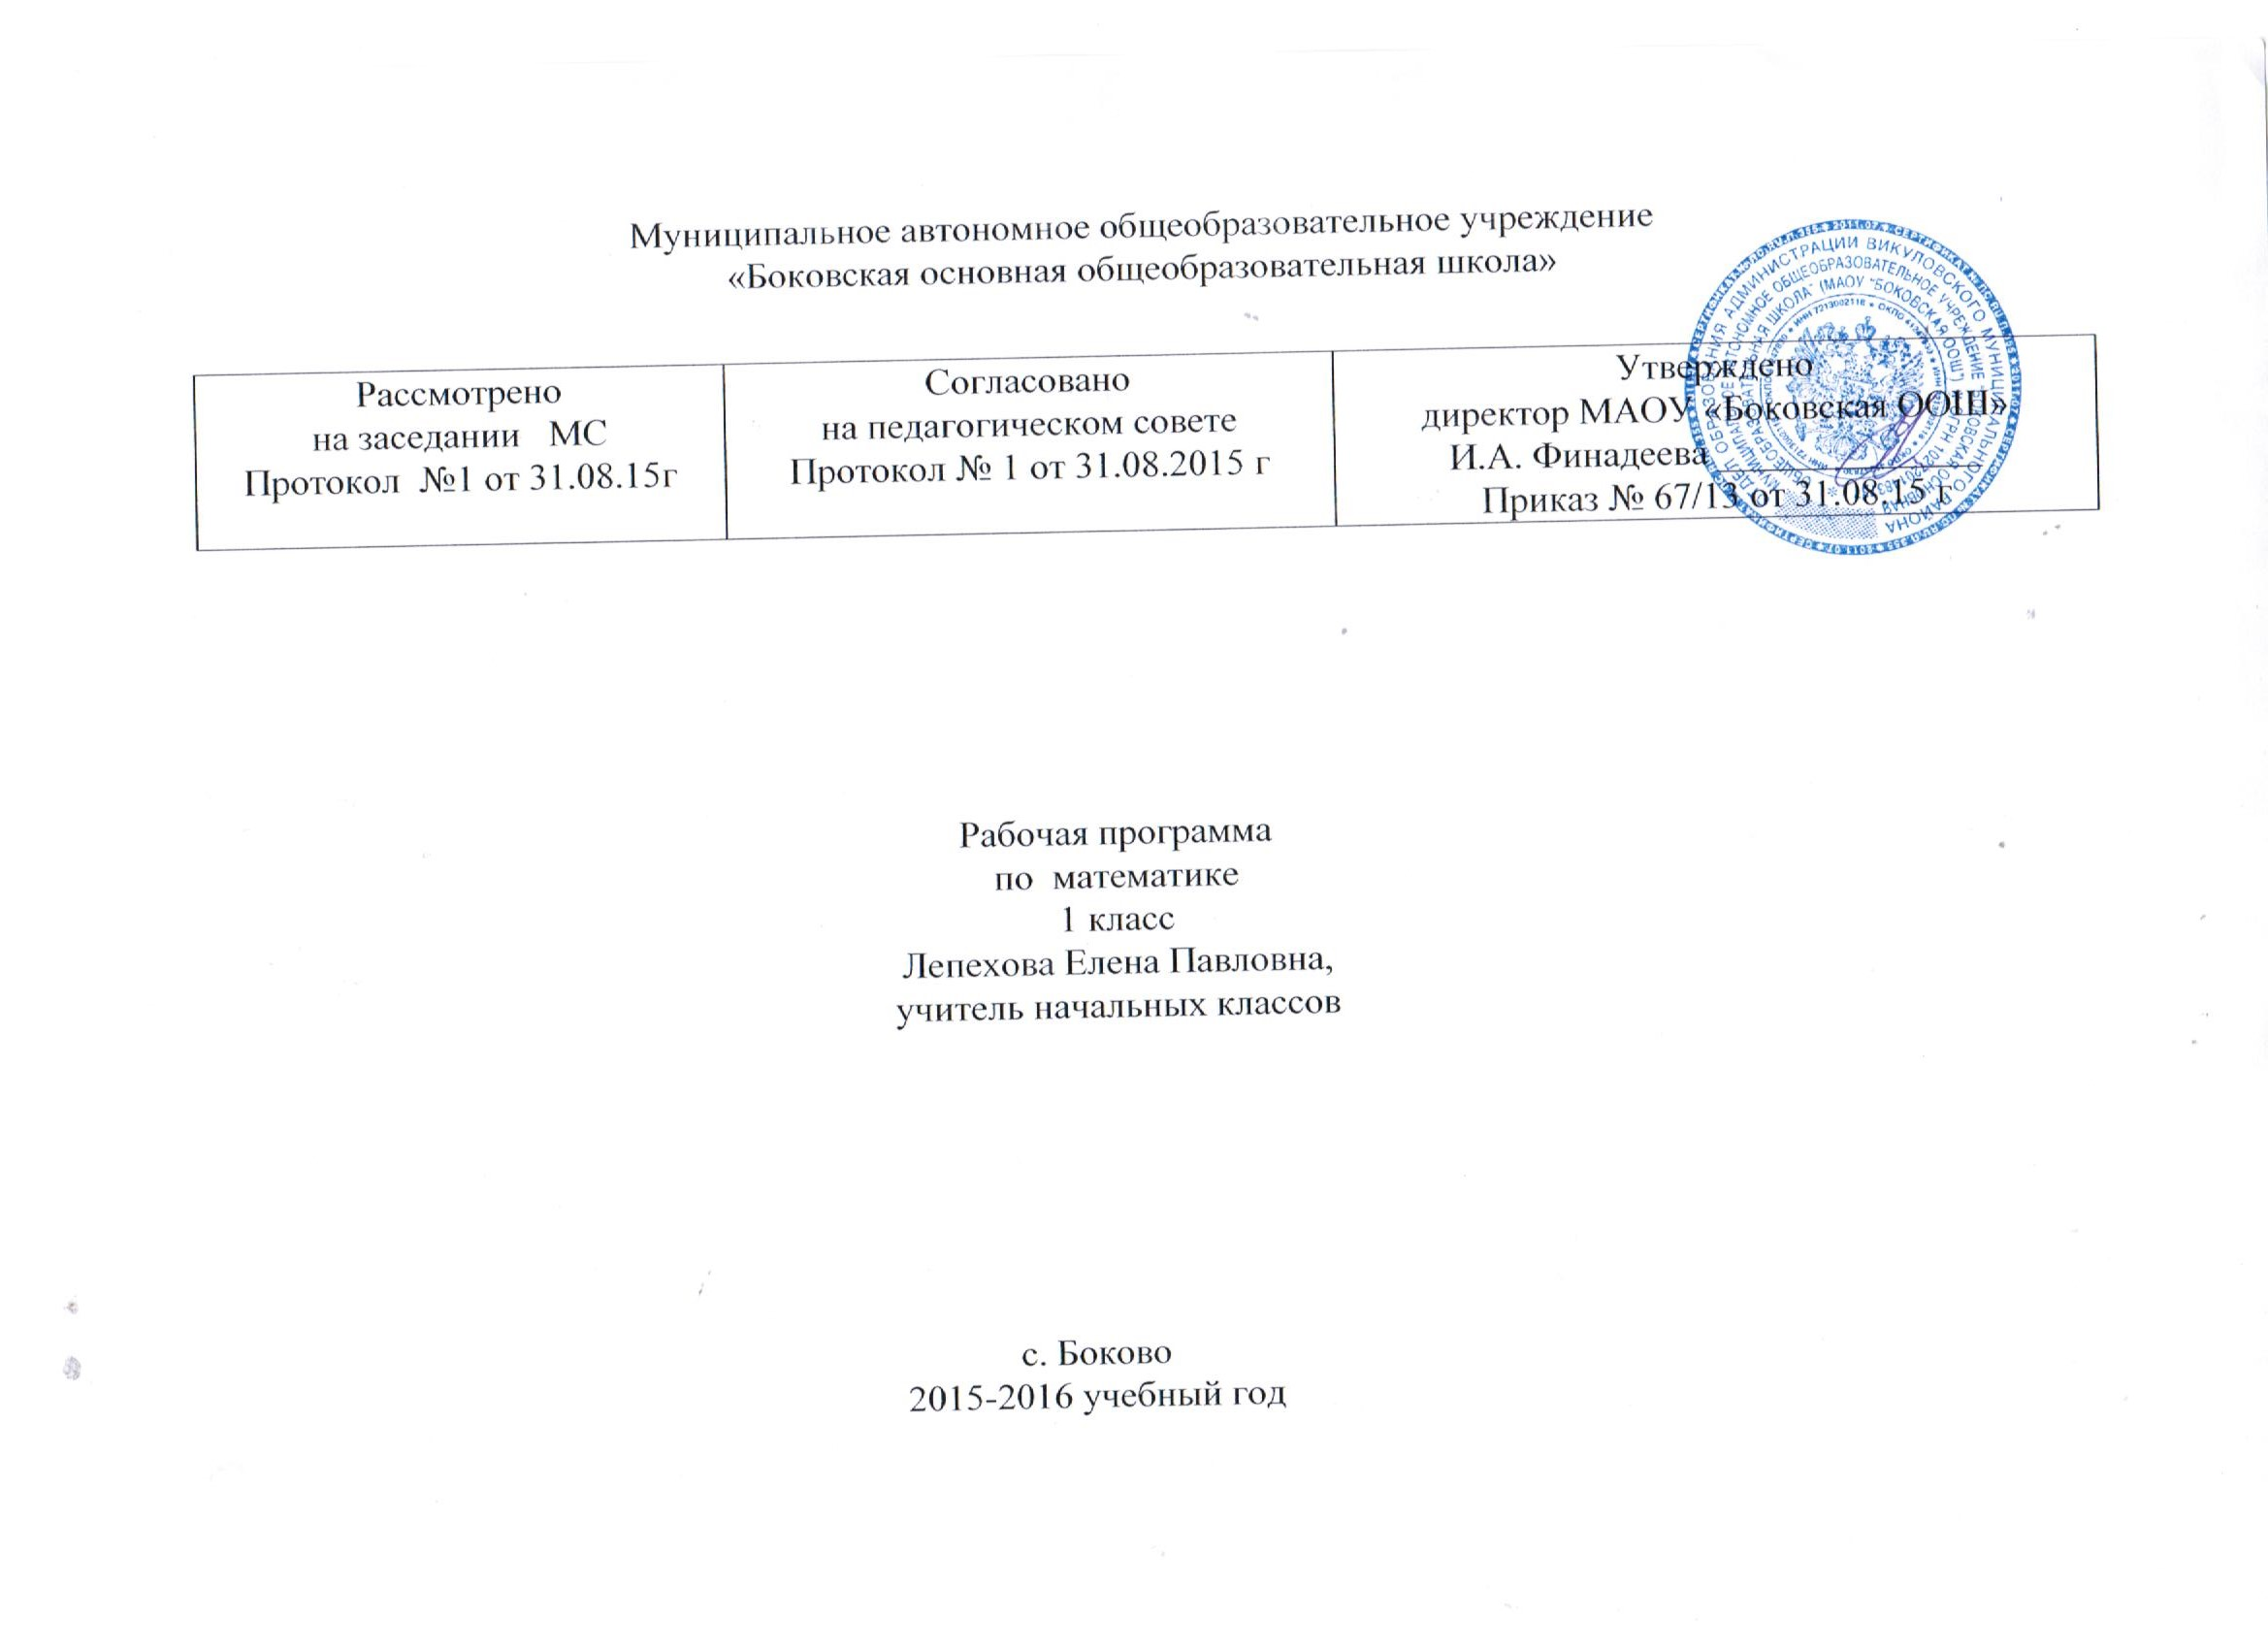 Муниципальное автономное общеобразовательное учреждение
«Боковская основная общеобразовательная школа»
Рассмотрено
на заседании МС
Протокол №1 от 31.08.15г
Согласовано
на педагогическом совете
Протокол № 1 от 31.08.2015 г
Утверждено
директор МАОУ «Боковская ООШ»
И.А. Финадеева
Приказ № 67/13 от 31.08.15 г
Рабочая программа
по математике
1 класс
Лепехова Елена Павловна,
учитель начальных классов
с. Боково
2015-2016 учебный год